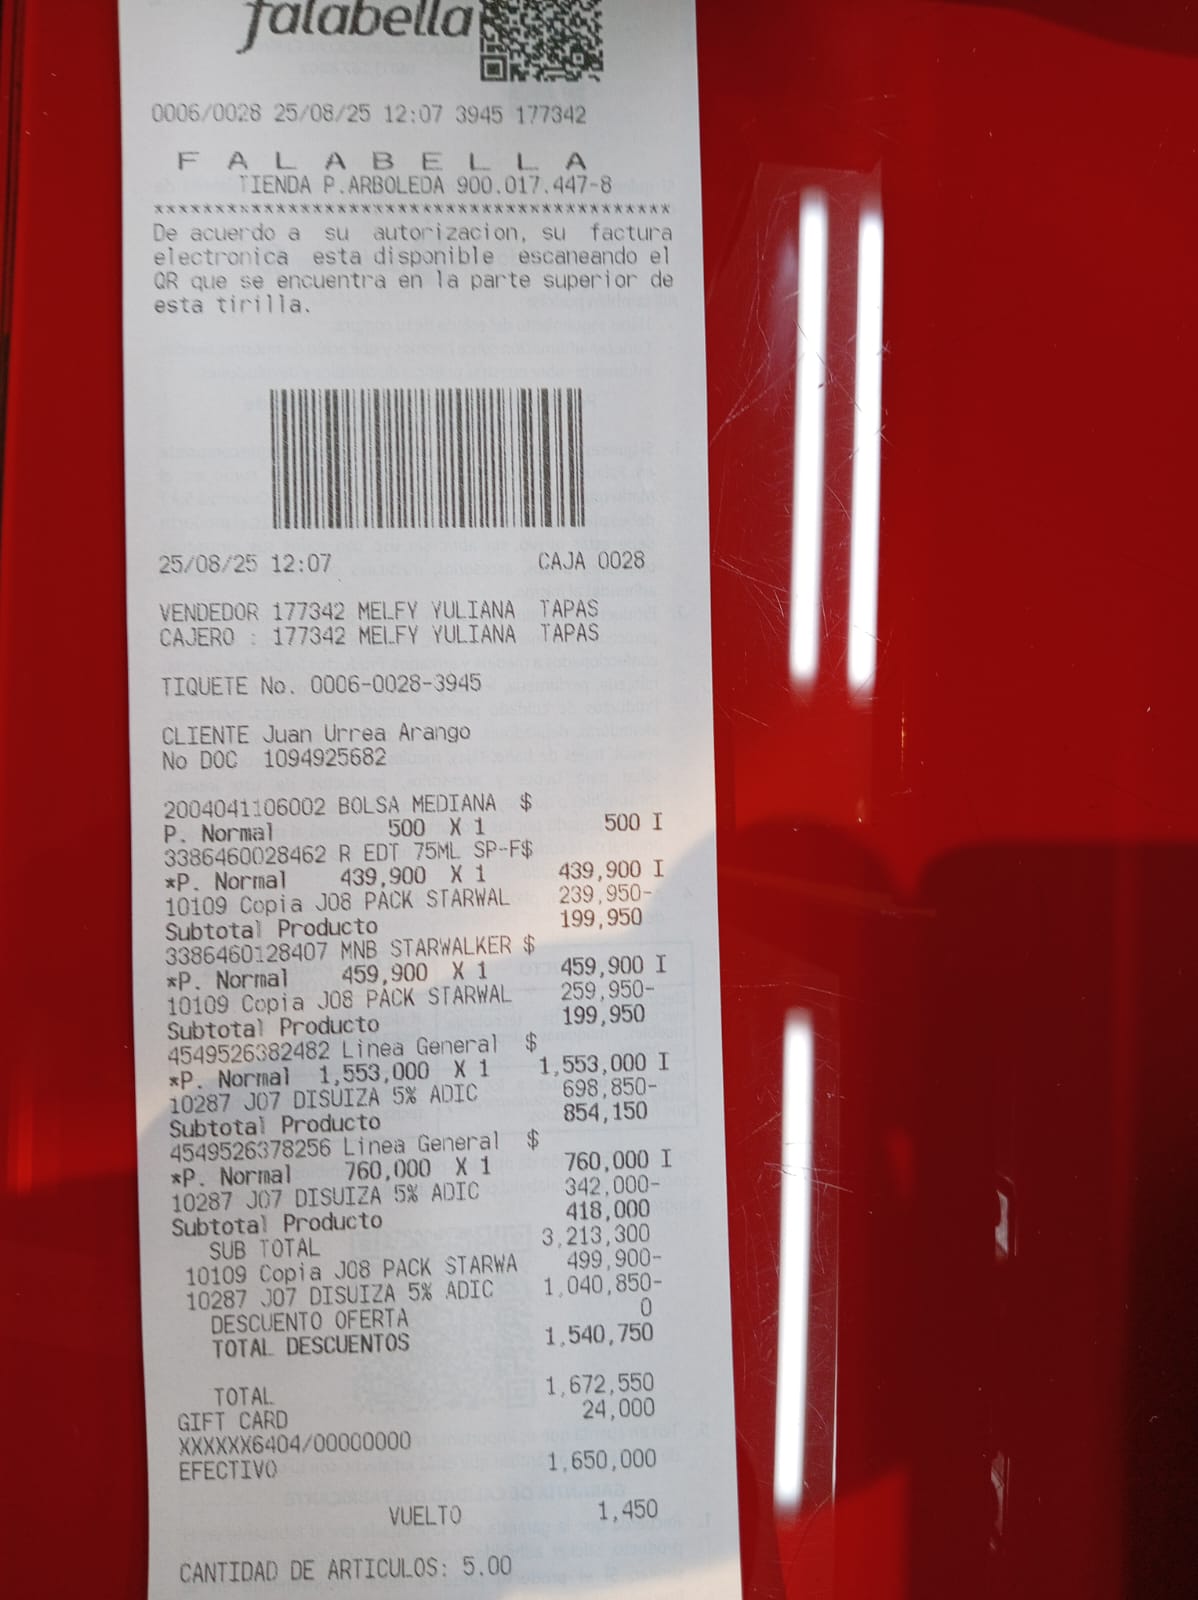 falabella
0006/0028 25/08/25 12:07 3945 177342
F A L A B E L L A
TIENDA P.ARBOLEDA 900.017.447-8
******************************************
De acuerdo a su autorizacion, su factura
electronica esta disponible escaneando el
QR que se encuentra en la parte superior de
esta tirilla.
25/08/25 12:07 CAJA 0028
VENDEDOR 177342 MELFY YULIANA TAPAS
CAJERO : 177342 MELFY YULIANA TAPAS
TIQUETE No. 0006-0028-3945
CLIENTE Juan Urrea Arango
No DOC 1094925682
2004041106002 BOLSA MEDIANA $
P. Normal 500 X 1 500 I
3386460028462 R EDT 75ML SP-F$
*P. Normal 439,900 X 1 439,900 I
10109 Copia J08 PACK STARWAL 239,950-
Subtotal Producto 199,950
3386460128407 MNB STARWALKER $
*P. Normal 459,900 X 1 459,900 I
10109 Copia J08 PACK STARWAL 259,950-
Subtotal Producto 199,950
4549526382482 Linea General $
*P. Normal 1,553,000 X 1 1,553,000 I
10287 J07 DISUIZA 5% ADIC 698,850-
Subtotal Producto 854,150
4549526378256 Linea General $
*P. Normal 760,000 X 1 760,000 I
10287 J07 DISUIZA 5% ADIC 342,000-
Subtotal Producto 418,000
SUB TOTAL 3,213,300
10109 Copia J08 PACK STARWA 499,900-
10287 J07 DISUIZA 5% ADIC 1,040,850-
DESCUENTO OFERTA 0
TOTAL DESCUENTOS 1,540,750
TOTAL 1,672,550
GIFT CARD 24,000
XXXXXX6404/00000000
EFECTIVO 1,650,000
VUELTO 1,450
CANTIDAD DE ARTICULOS: 5.00